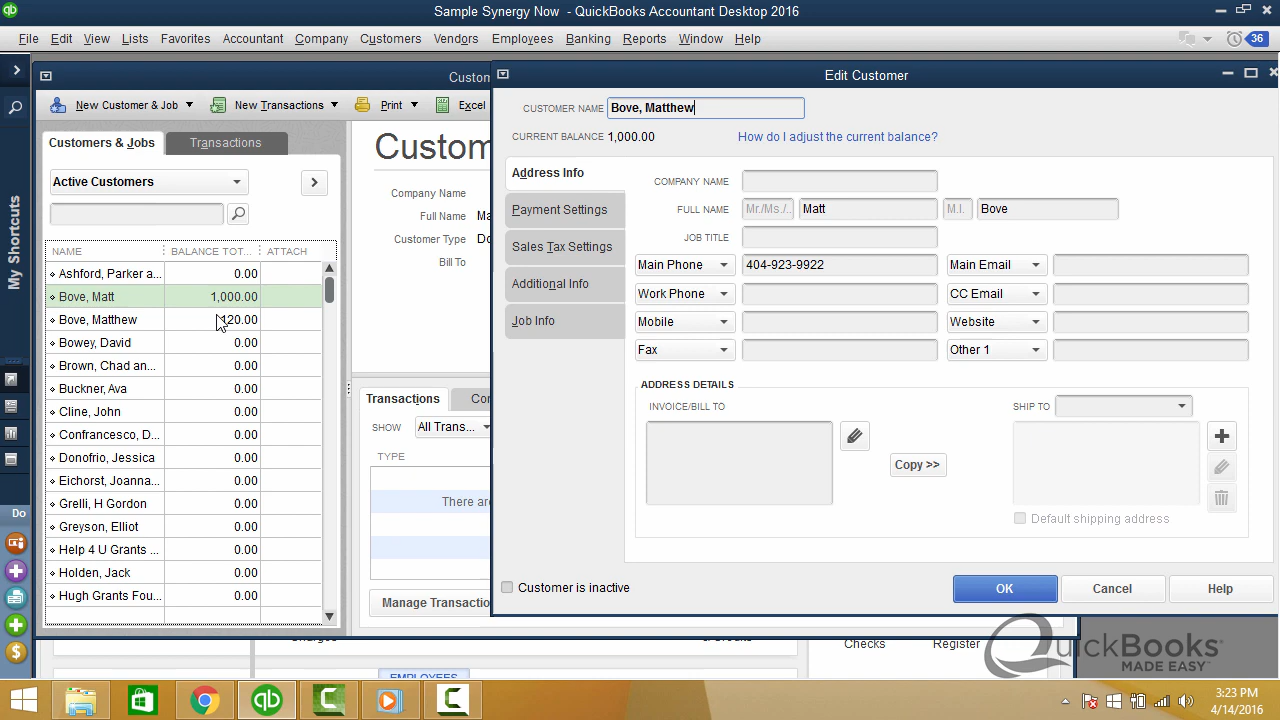 Sample Synergy Now - QuickBooks Accountant Desktop 2016
File Edit View Lists Favorites Accountant Company Customers Vendors Employees Banking Reports Window Help 36
Custom Edit Customer
New Customer & Job New Transactions Print Excel
CUSTOMER NAME Bove, Matthew
CURRENT BALANCE 1,000.00 How do I adjust the current balance?
Customers & Jobs Transactions
Custom
Active Customers
Company Name
Full Name Ma
Customer Type Do
Bill To
NAME BALANCE TOT... ATTACH
Ashford, Parker a... 0.00
Bove, Matt 1,000.00
Bove, Matthew 120.00
Bowey, David 0.00
Brown, Chad an... 0.00
Buckner, Ava 0.00
Cline, John 0.00
Confrancesco, D... 0.00
Donofrio, Jessica 0.00
Eichorst, Joanna... 0.00
Grelli, H Gordon 0.00
Greyson, Elliot 0.00
Help 4 U Grants ... 0.00
Holden, Jack 0.00
Hugh Grants Fou... 0.00
My Shortcuts
Do
Transactions Con
SHOW All Trans...
TYPE
There are
Manage Transaction
Address Info
Payment Settings
Sales Tax Settings
Additional Info
Job Info
COMPANY NAME
FULL NAME Mr./Ms./.. Matt M.I. Bove
JOB TITLE
Main Phone 404-923-9922 Main Email
Work Phone CC Email
Mobile Website
Fax Other 1
ADDRESS DETAILS
INVOICE/BILL TO SHIP TO
Copy >>
Default shipping address
Customer is inactive OK Cancel Help
Checks Register
EMPLOYEES
QuickBooks
MADE EASY™
3:23 PM
4/14/2016